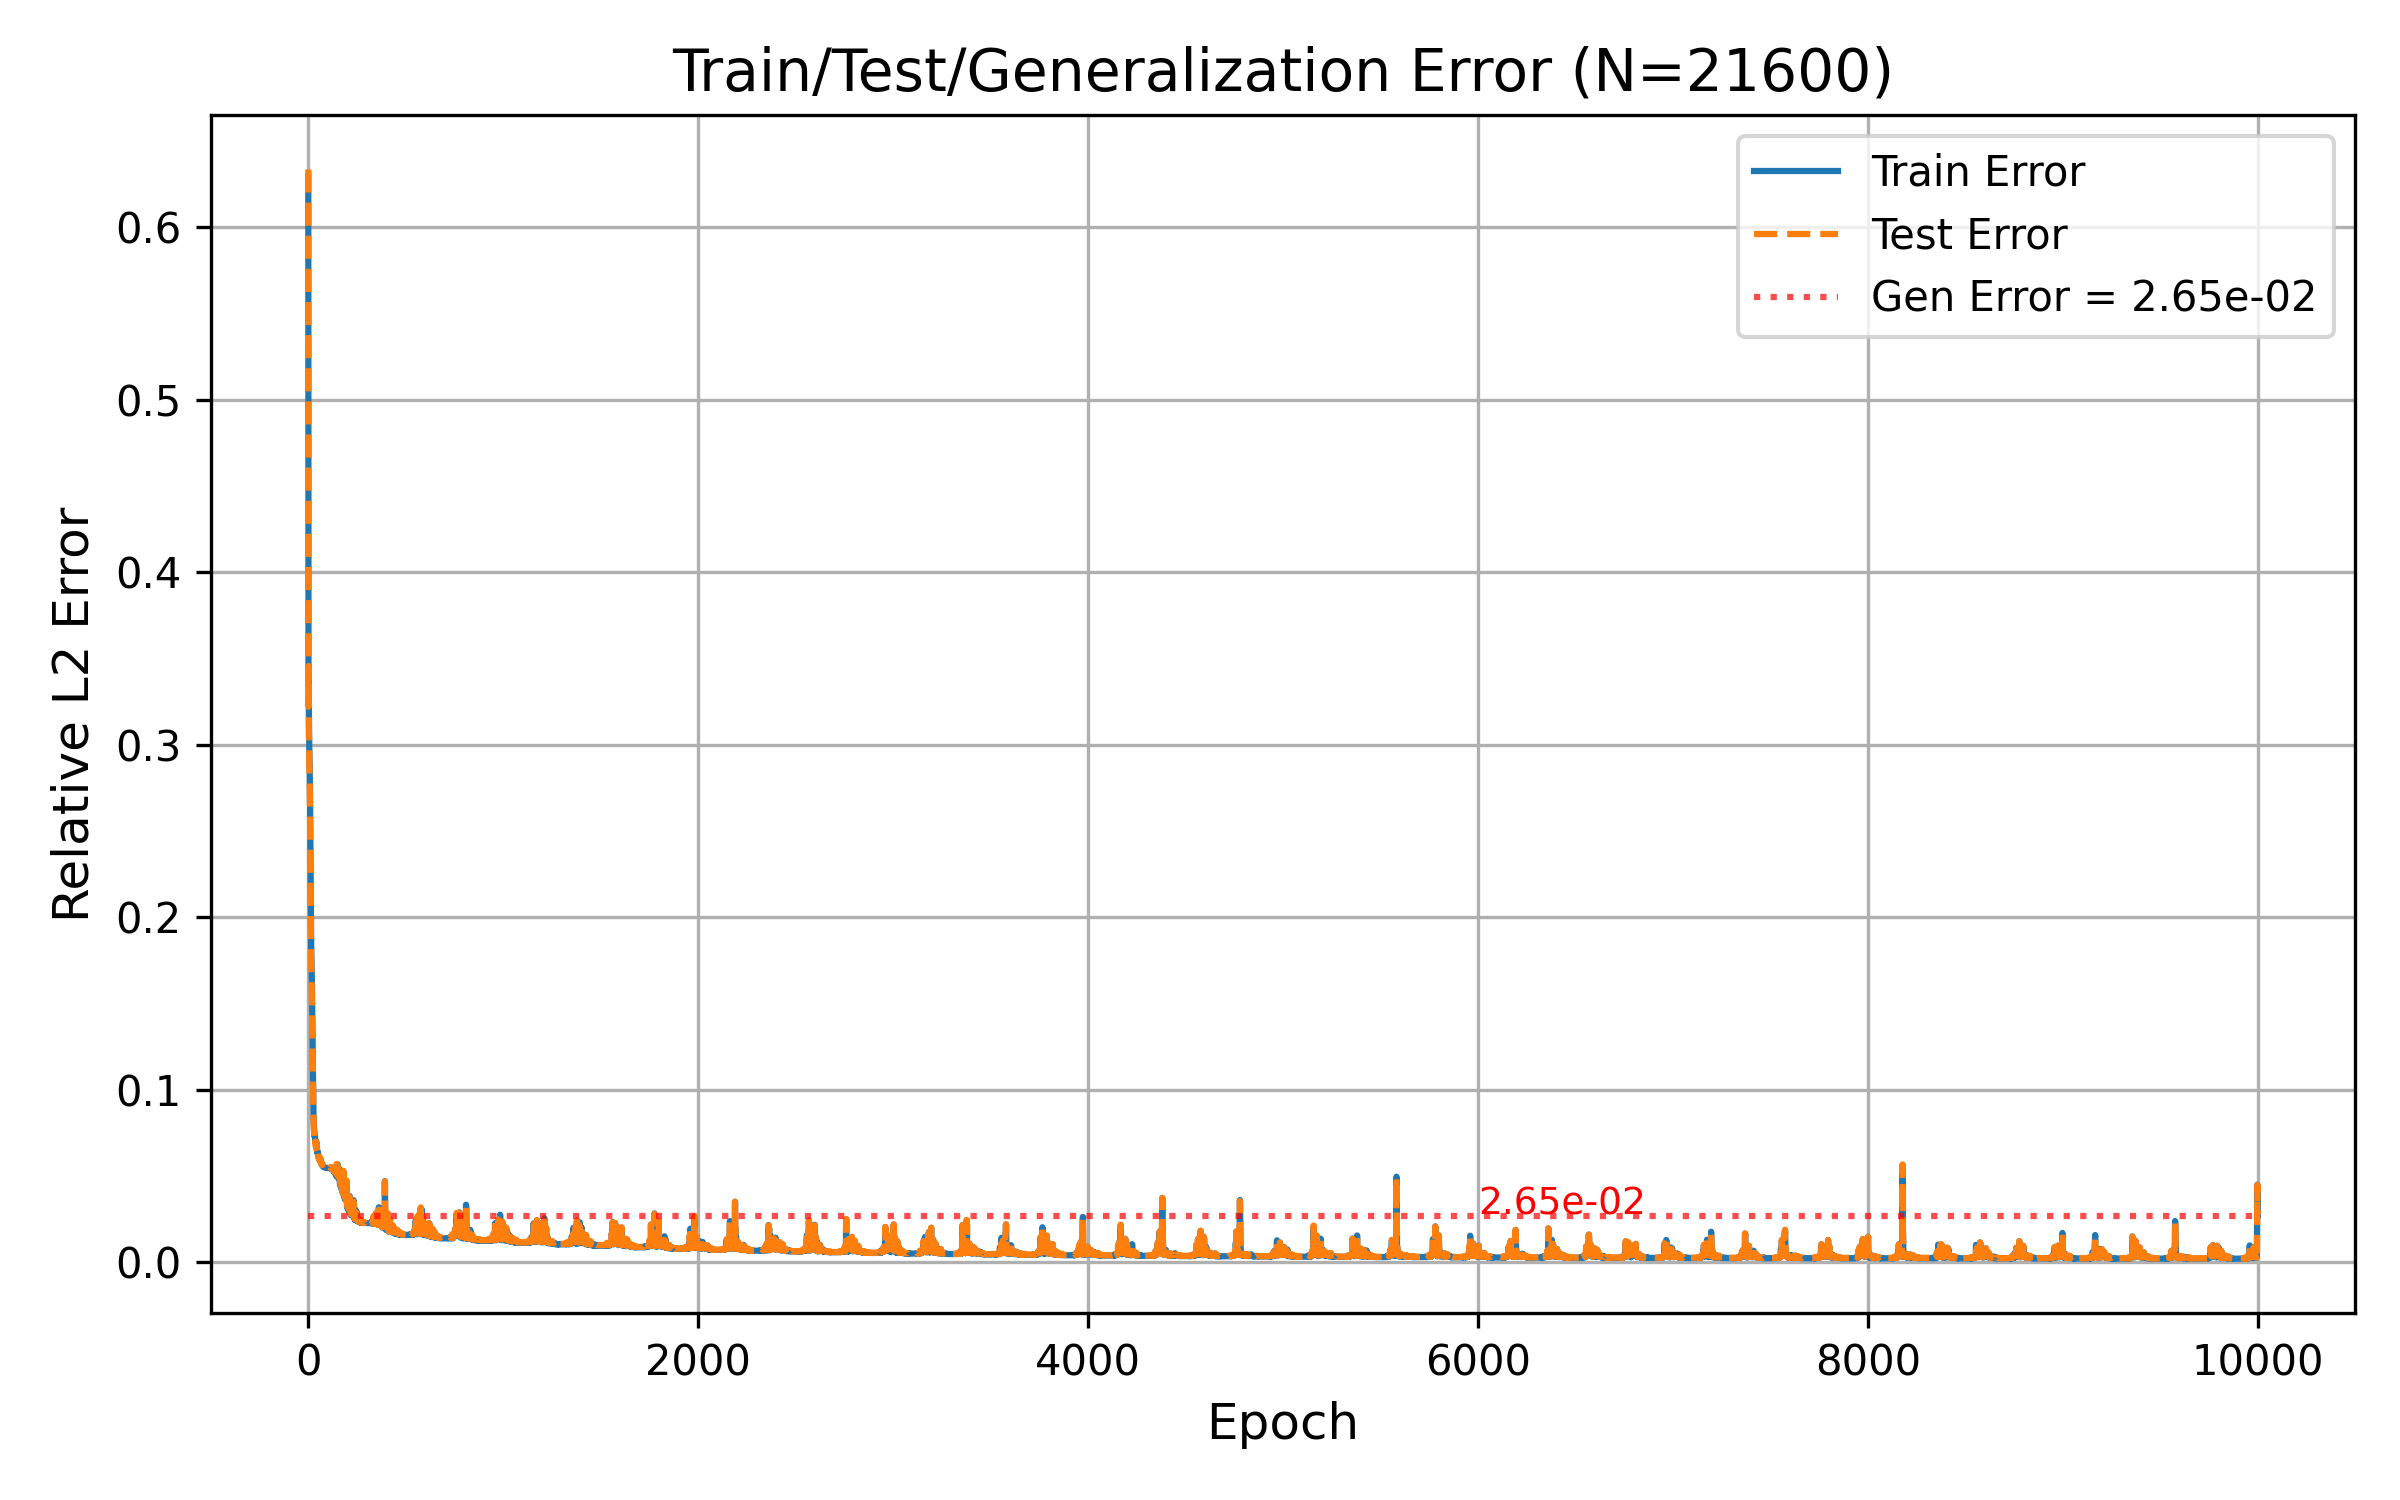 Train/Test/Generalization Error (N=21600)
Train Error
Test Error
Gen Error = 2.65e-02
Relative L2 Error
0.6
0.5
0.4
0.3
0.2
0.1
0.0
2.65e-02
0 2000 4000 6000 8000 10000
Epoch